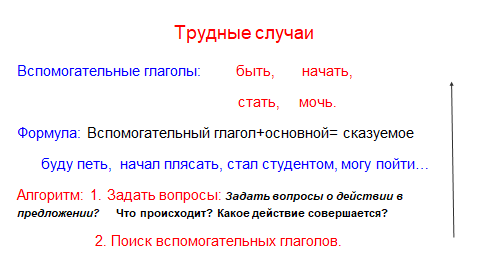 Трудные случаи
Вспомогательные глаголы: быть, начать,
стать, мочь.
Формула: Вспомогательный глагол+основной= сказуемое
буду петь, начал плясать, стал студентом, могу пойти…
Алгоритм: 1. Задать вопросы: Задать вопросы о действии в
предложении? Что происходит? Какое действие совершается?
2. Поиск вспомогательных глаголов.